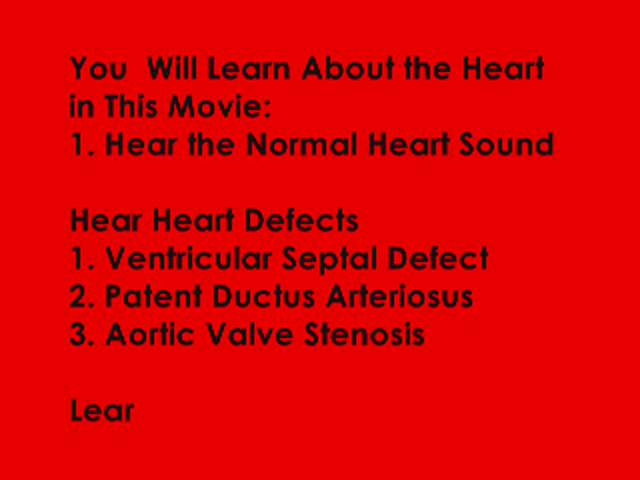 You  Will Learn About the Heart
in This Movie:
1. Hear the Normal Heart Sound
Hear Heart Defects
1. Ventricular Septal Defect
2. Patent Ductus Arteriosus
3. Aortic Valve Stenosis
Lear